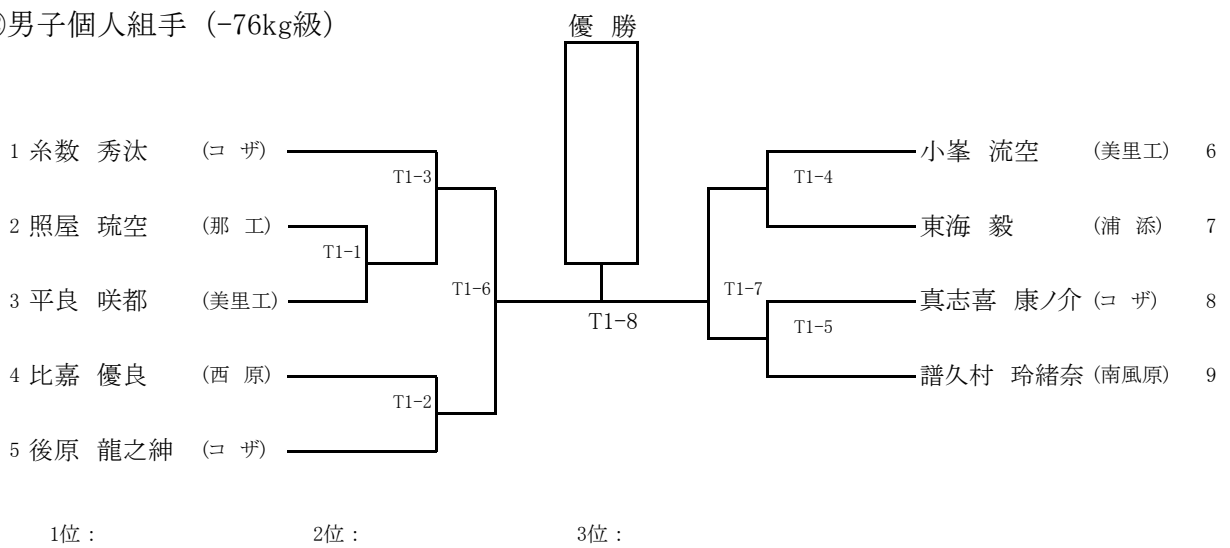 男子個人組手 (-76kg級)
優 勝
1 糸数 秀汰 (コ ザ)
2 照屋 琉空 (那 工)
3 平良 咲都 (美里工)
4 比嘉 優良 (西 原)
5 後原 龍之紳 (コ ザ)
T1-3
T1-1
T1-6
T1-2
T1-8
T1-4
T1-7
T1-5
小峯 流空 (美里工) 6
東海 毅 (浦 添) 7
真志喜 康ノ介 (コ ザ) 8
譜久村 玲緒奈 (南風原) 9
1位： 2位： 3位：